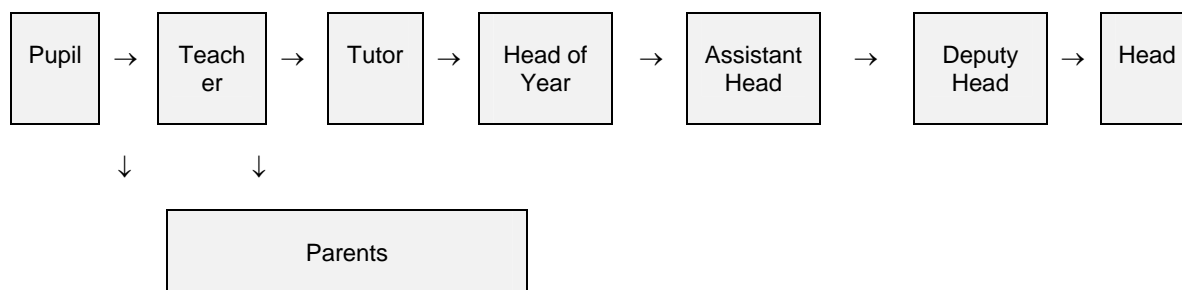 Pupil → Teach → Tutor → Head of → Assistant → Deputy → Head
er Year Head Head
↓ ↓
Parents